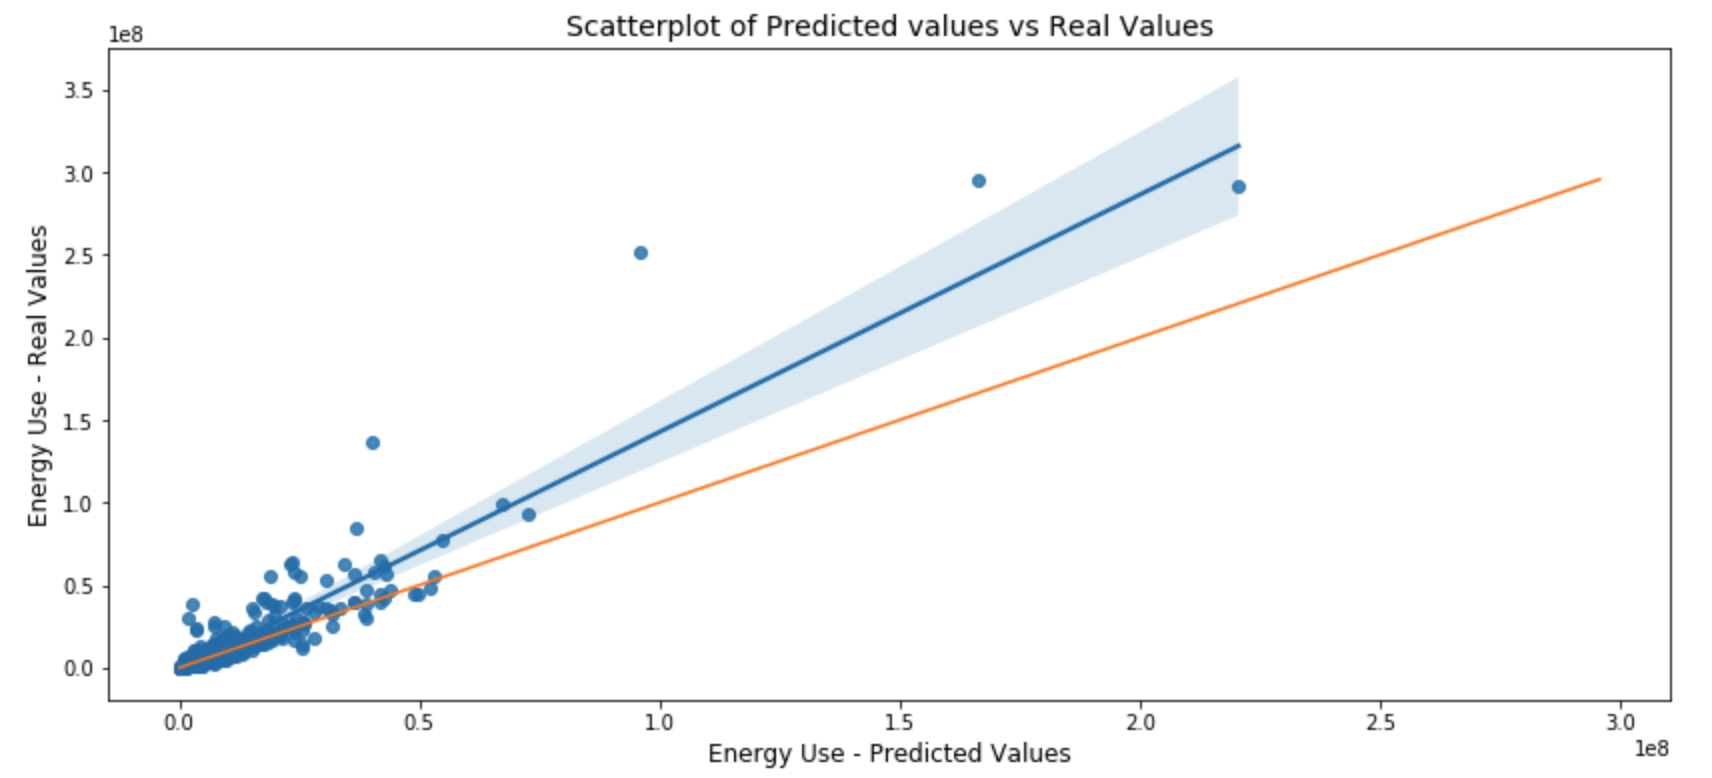 Scatterplot of Predicted values vs Real Values
1e8
3.5
3.0
2.5
2.0
1.5
1.0
0.5
0.0
Energy Use - Real Values
0.0 0.5 1.0 1.5 2.0 2.5 3.0
1e8
Energy Use - Predicted Values